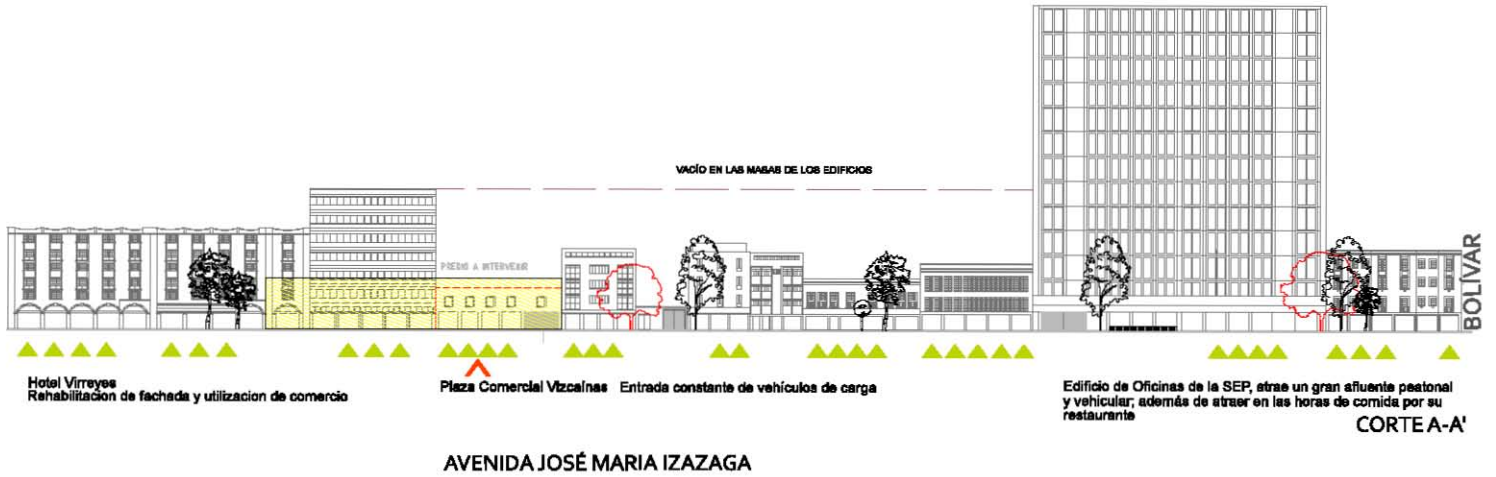 VACÍO EN LAS MASAS DE LOS EDIFICIOS
PREDIO A INTERVENIR
BOLÍVAR
Hotel Virreyes
Rehabilitacion de fachada y utilizacion de comercio
Plaza Comercial Vizcaínas
Entrada constante de vehículos de carga
Edificio de Oficinas de la SEP, atrae un gran afluente peatonal
y vehicular; además de atraer en las horas de comida por su
restaurante
CORTE A-A'
AVENIDA JOSÉ MARIA IZAZAGA